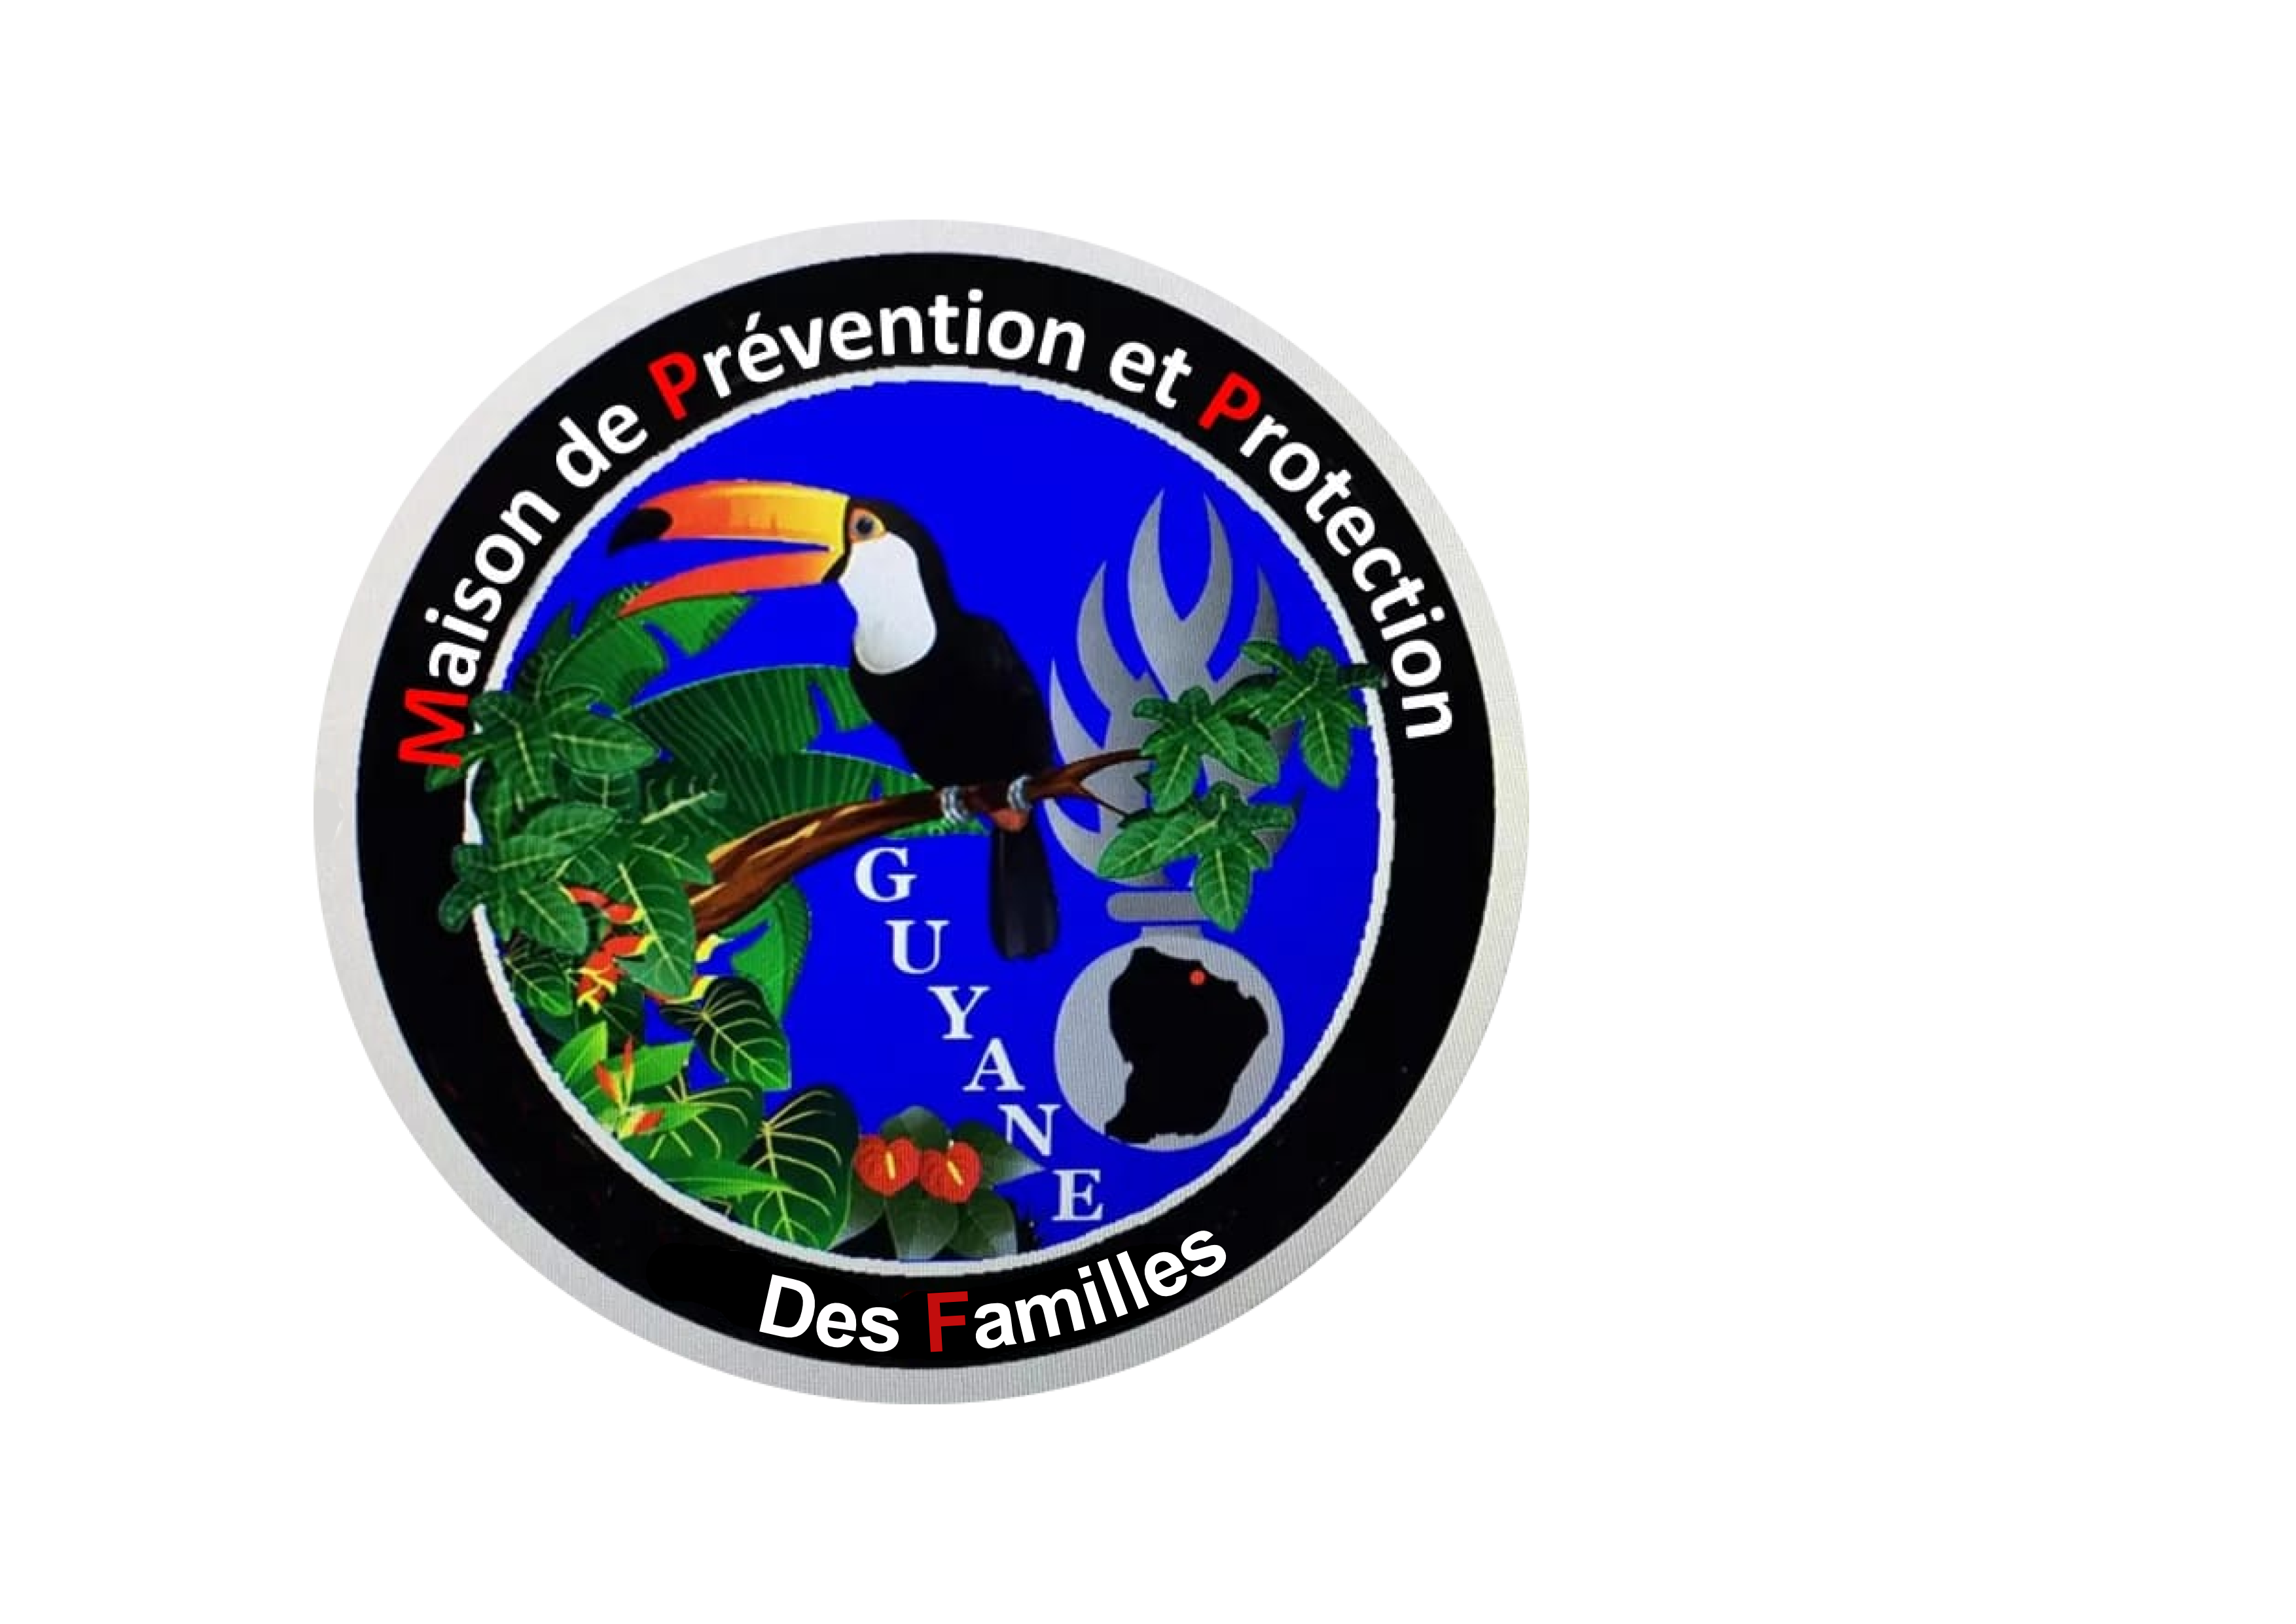 Maison de Prévention et Protection
GUYANE
Des Familles